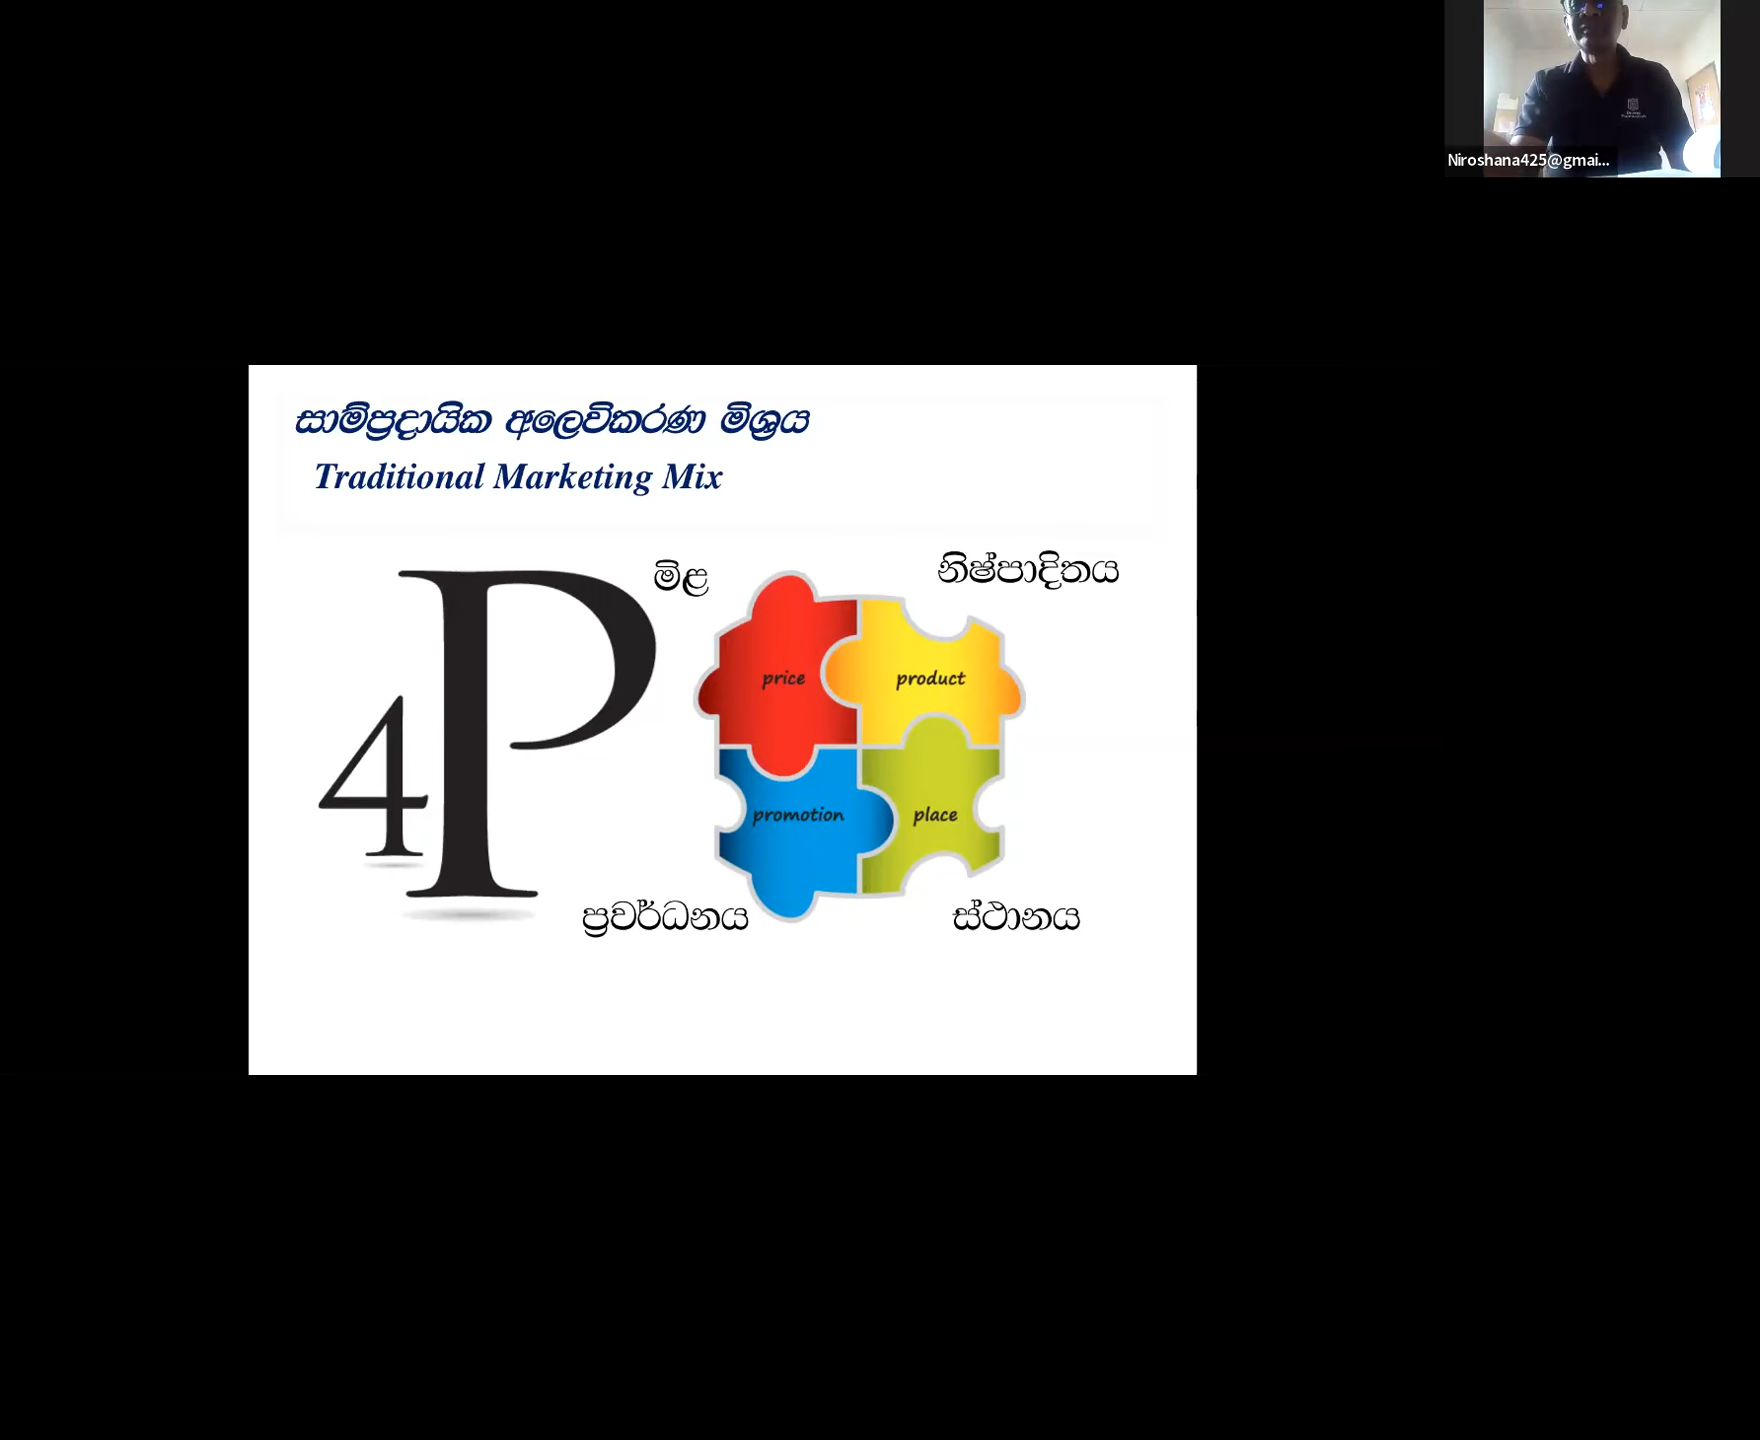 Niroshana425@gmai...
සාම්ප්‍රදායික අලෙවිකරණ මිශ්‍රය
Traditional Marketing Mix
4P
මිළ
නිෂ්පාදිතය
price
product
promotion
place
ප්‍රවර්ධනය
ස්ථානය